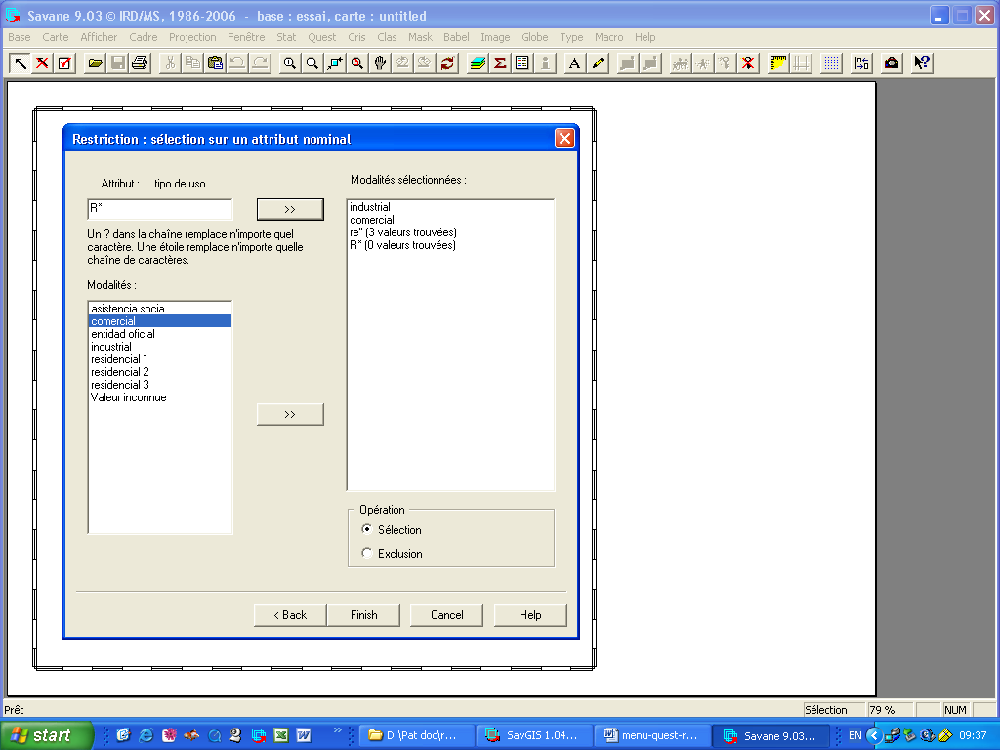 Savane 9.03 © IRD/MS, 1986-2006 - base : essai, carte : untitled
Base Carte Afficher Cadre Projection Fenêtre Stat Quest Cris Clas Mask Babel Image Globe Type Macro Help
Restriction : sélection sur un attribut nominal
Attribut : tipo de uso
R*
>>
Un ? dans la chaîne remplace n'importe quel
caractère. Une étoile remplace n'importe quelle
chaîne de caractères.
Modalités :
asistencia socia
comercial
entidad oficial
industrial
residencial 1
residencial 2
residencial 3
Valeur inconnue
>>
Modalités sélectionnées :
industrial
comercial
re* (3 valeurs trouvées)
R* (0 valeurs trouvées)
Opération
Sélection
Exclusion
< Back
Finish
Cancel
Help
Prêt
Sélection
79 %
NUM
start
D:\Pat doc\r...
SavGIS 1.04...
menu-quest-r...
Savane 9.03...
EN
09:37